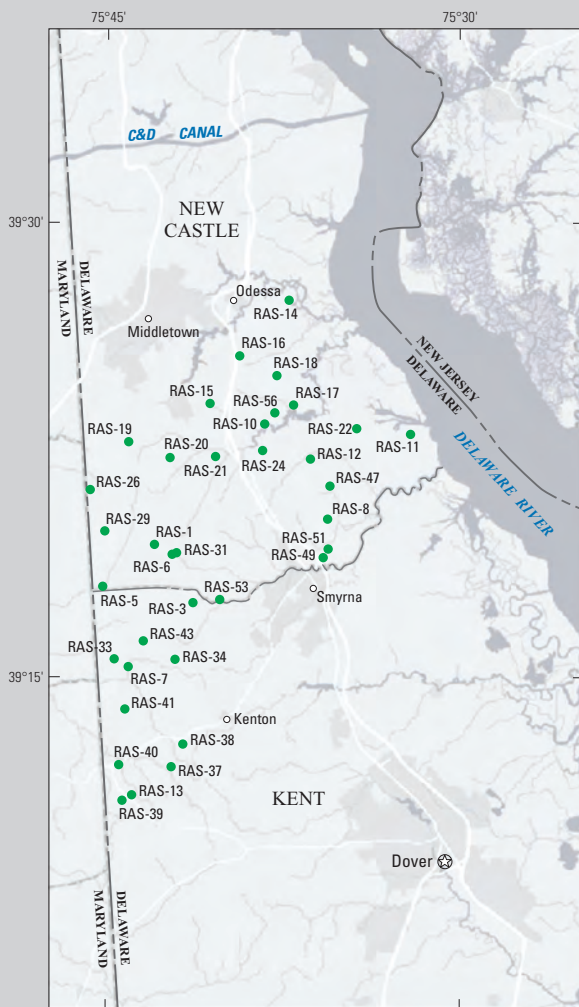 75°45'
75°30'
C&D CANAL
39°30'
NEW
CASTLE
MARYLAND
DELAWARE
Odessa
RAS-14
Middletown
NEW JERSEY
DELAWARE
RAS-16
RAS-18
RAS-15
RAS-17
RAS-56
RAS-10
RAS-22
RAS-11
RAS-19
RAS-20
RAS-21
RAS-24
RAS-12
DELAWARE RIVER
RAS-26
RAS-47
RAS-8
RAS-29
RAS-1
RAS-31
RAS-6
RAS-51
RAS-49
RAS-5
RAS-3
RAS-53
Smyrna
RAS-43
RAS-33
RAS-34
RAS-7
39°15'
RAS-41
Kenton
RAS-38
RAS-40
RAS-37
RAS-13
RAS-39
KENT
Dover
MARYLAND
DELAWARE